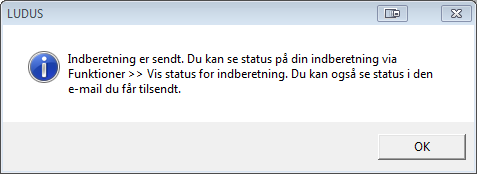 LUDUS
Indberetning er sendt. Du kan se status på din indberetning via
Funktioner >> Vis status for indberetning. Du kan også se status i den
e-mail du får tilsendt.
OK